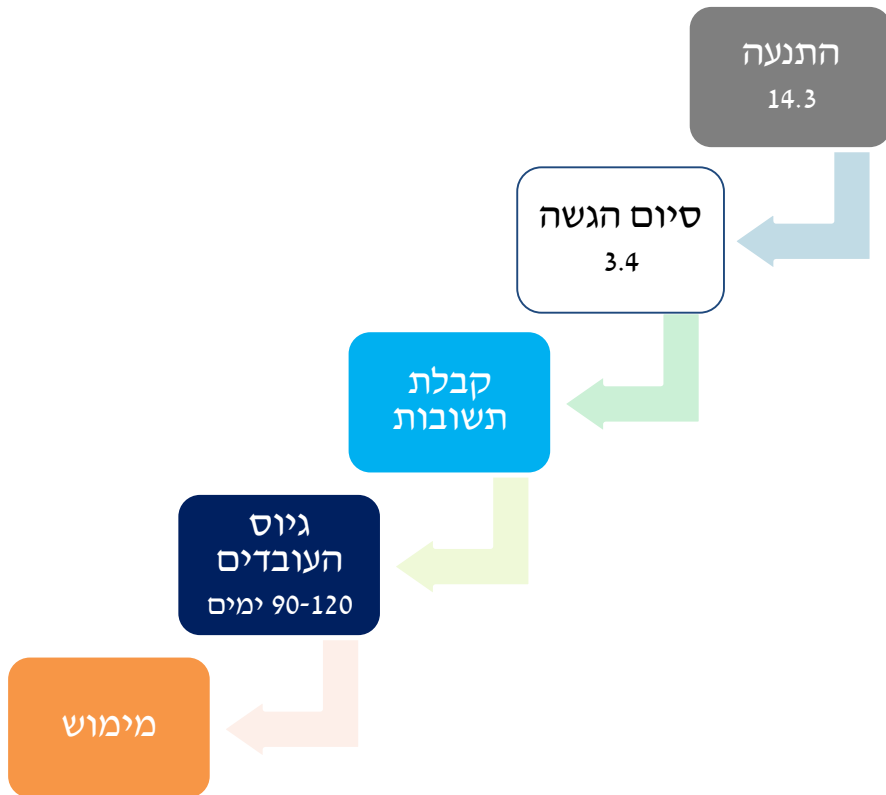 התנעה
14.3
סיום הגשה
3.4
קבלת
תשובות
גיוס
העובדים
90-120 ימים
מימוש